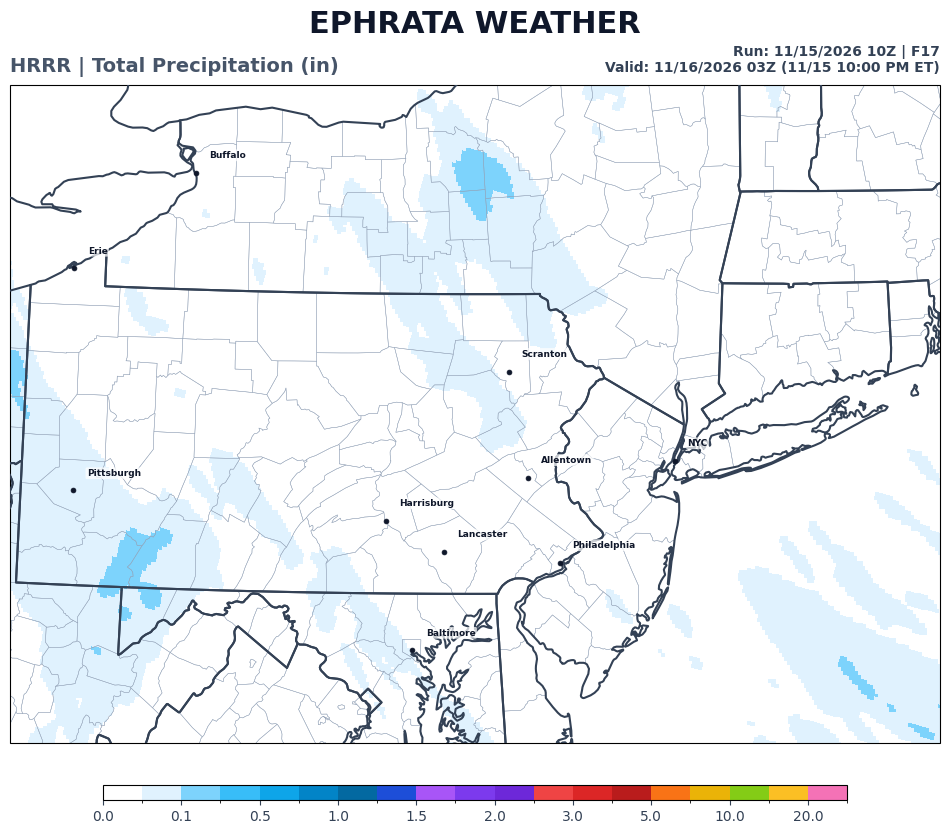 EPHRATA WEATHER
Run: 11/15/2026 10Z | F17
HRRR | Total Precipitation (in)
Valid: 11/16/2026 03Z (11/15 10:00 PM ET)
Buffalo
Erie
Scranton
NYC
Allentown
Pittsburgh
Harrisburg
Lancaster
Philadelphia
Baltimore
0.0 0.1 0.5 1.0 1.5 2.0 3.0 5.0 10.0 20.0